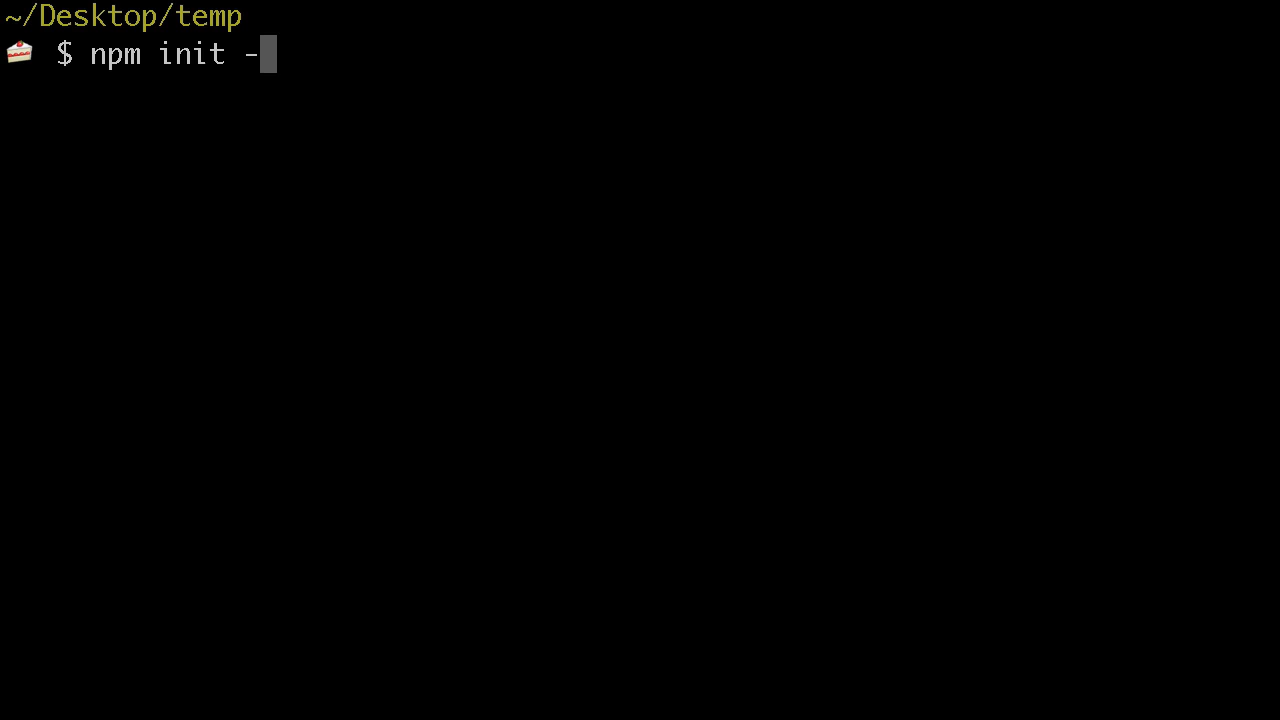 ~/Desktop/temp
🍰 $ npm init -